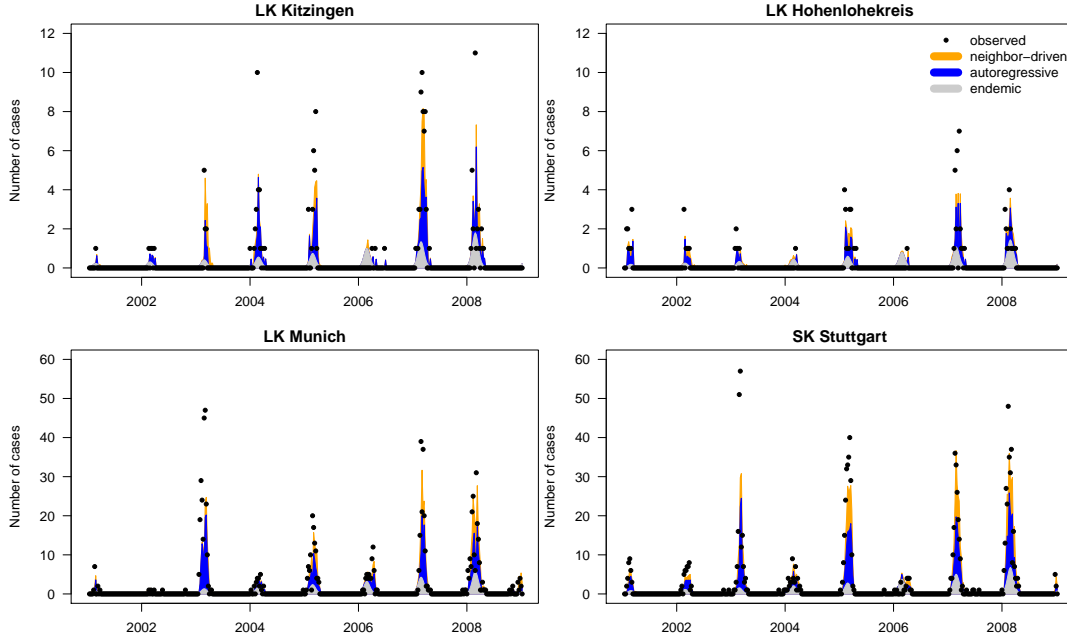 LK Kitzingen
Number of cases
12
10
8
6
4
2
0
2002 2004 2006 2008
LK Hohenlohekreis
Number of cases
12
10
8
6
4
2
0
observed
neighbor−driven
autoregressive
endemic
2002 2004 2006 2008
LK Munich
Number of cases
60
50
40
30
20
10
0
2002 2004 2006 2008
SK Stuttgart
Number of cases
60
50
40
30
20
10
0
2002 2004 2006 2008